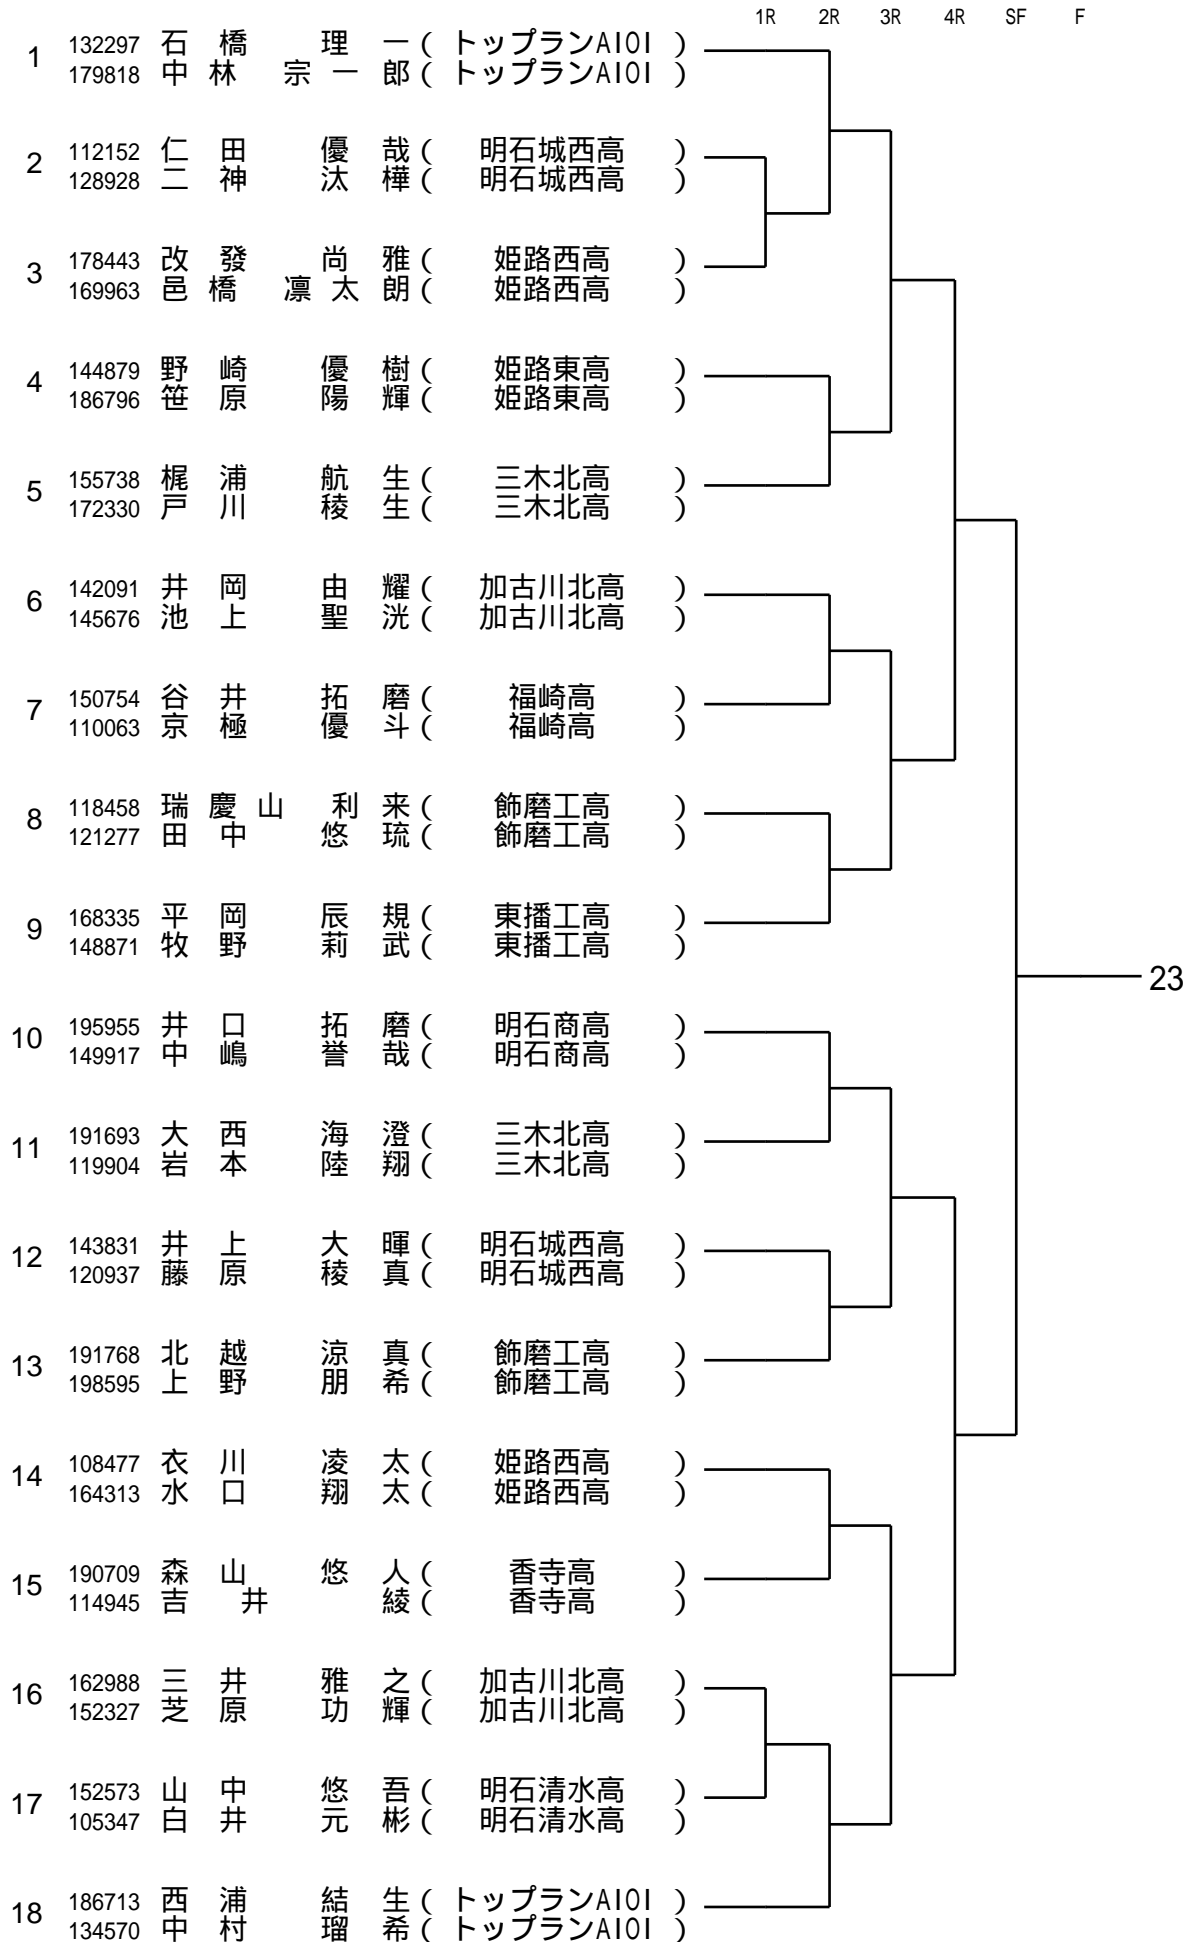 1R 2R 3R 4R SF F
1 132297 石橋 理一 ( トップランAIOI )
179818 中林 宗一郎 ( トップランAIOI )
2 112152 仁田 優哉 ( 明石城西高 )
128928 二神 汰樺 ( 明石城西高 )
3 178443 改發 尚雅 ( 姫路西高 )
169963 邑橋 凛太朗 ( 姫路西高 )
4 144879 野崎 優樹 ( 姫路東高 )
186796 笹原 陽輝 ( 姫路東高 )
5 155738 梶浦 航生 ( 三木北高 )
172330 戸川 稜生 ( 三木北高 )
6 142091 井岡 由耀 ( 加古川北高 )
145676 池上 聖洸 ( 加古川北高 )
7 150754 谷井 拓磨 ( 福崎高 )
110063 京極 優斗 ( 福崎高 )
8 118458 瑞慶山 利来 ( 飾磨工高 )
121277 田中 悠琉 ( 飾磨工高 )
9 168335 平岡 辰規 ( 東播工高 )
148871 牧野 莉武 ( 東播工高 )
23
10 195955 井口 拓磨 ( 明石商高 )
149917 中嶋 誉哉 ( 明石商高 )
11 191693 大西 海澄 ( 三木北高 )
119904 岩本 陸翔 ( 三木北高 )
12 143831 井上 大暉 ( 明石城西高 )
120937 藤原 稜真 ( 明石城西高 )
13 191768 北越 涼真 ( 飾磨工高 )
198595 上野 朋希 ( 飾磨工高 )
14 108477 衣川 凌太 ( 姫路西高 )
164313 水口 翔太 ( 姫路西高 )
15 190709 森山 悠人 ( 香寺高 )
114945 吉井 綾 ( 香寺高 )
16 162988 三井 雅之 ( 加古川北高 )
152327 芝原 功輝 ( 加古川北高 )
17 152573 山中 悠吾 ( 明石清水高 )
105347 白井 元彬 ( 明石清水高 )
18 186713 西浦 結生 ( トップランAIOI )
134570 中村 瑠希 ( トップランAIOI )